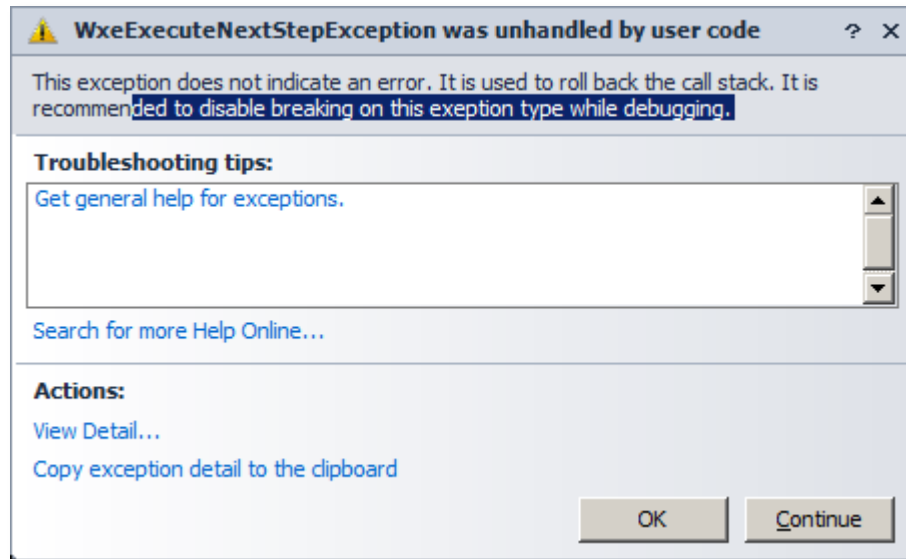 WxeExecuteNextStepException was unhandled by user code
This exception does not indicate an error. It is used to roll back the call stack. It is
recommended to disable breaking on this exeption type while debugging.
Troubleshooting tips:
Get general help for exceptions.
Search for more Help Online...
Actions:
View Detail...
Copy exception detail to the clipboard
OK Continue